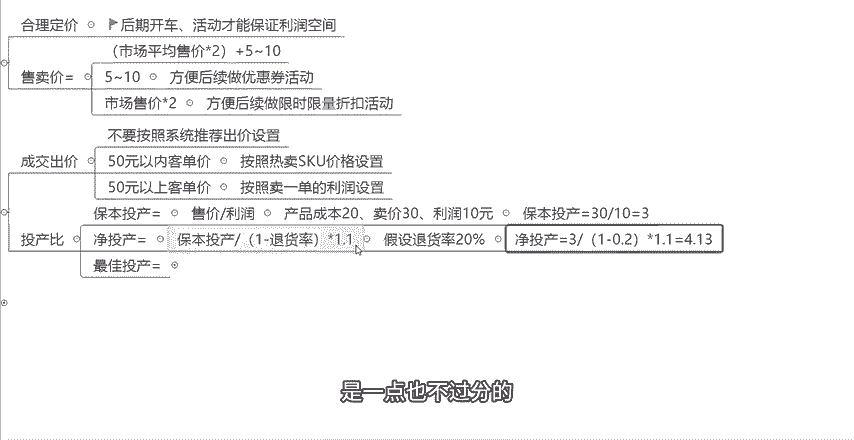 合理定价 后期开车、活动才能保证利润空间
（市场平均售价*2）+5~10
售卖价= 5~10 方便后续做优惠券活动
市场售价*2 方便后续做限时限量折扣活动
不要按照系统推荐出价设置
成交出价 50元以内客单价 按照热卖SKU价格设置
50元以上客单价 按照卖一单的利润设置
保本投产= 售价/利润 产品成本20、卖价30、利润10元 保本投产=30/10=3
投产比 净投产= 保本投产/（1-退货率）*1.1 假设退货率20% 净投产=3/（1-0.2）*1.1=4.13
最佳投产=
是一点也不过分的